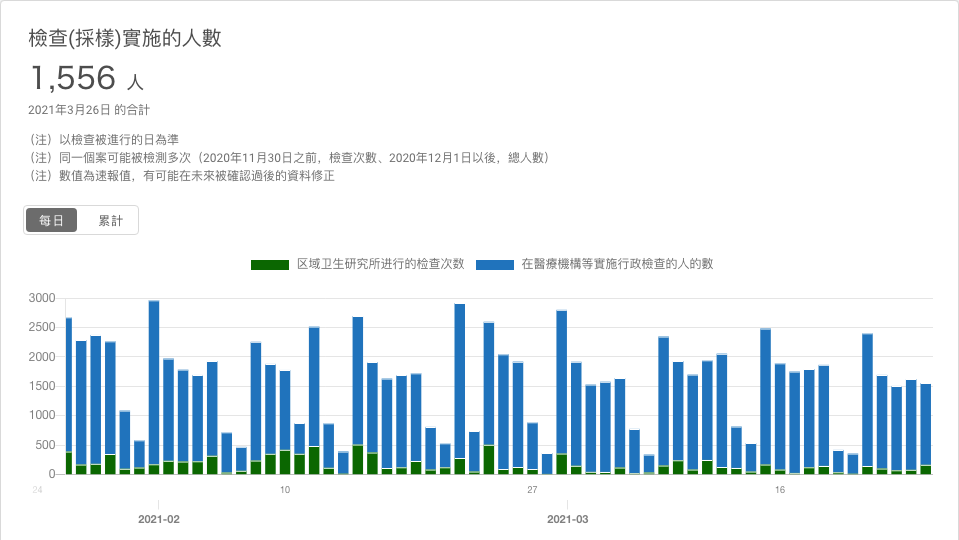 檢查(採樣)實施的人數
1,556 人
2021年3月26日 的合計
（注）以檢查被進行的日為準
（注）同一個案可能被檢測多次（2020年11月30日之前，檢查次數、2020年12月1日以後，總人數）
（注）數值為速報值，有可能在未來被確認過後的資料修正
每日 累計
区域卫生研究所进行的检查次数 在醫療機構等實施行政檢查的人的數
3000
2500
2000
1500
1000
500
0
24 10 27 16
2021-02 2021-03